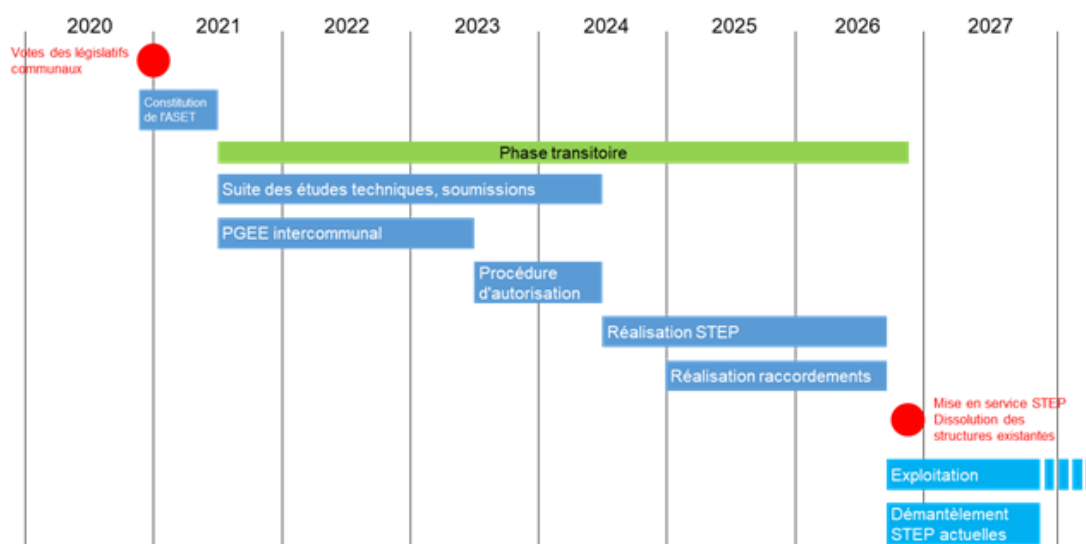 2020 2021 2022 2023 2024 2025 2026 2027
Votes des législatifs
communaux
Constitution
de l'ASET
Phase transitoire
Suite des études techniques, soumissions
PGEE intercommunal
Procédure
d'autorisation
Réalisation STEP
Réalisation raccordements
Mise en service STEP
Dissolution des
structures existantes
Exploitation
Démantèlement
STEP actuelles